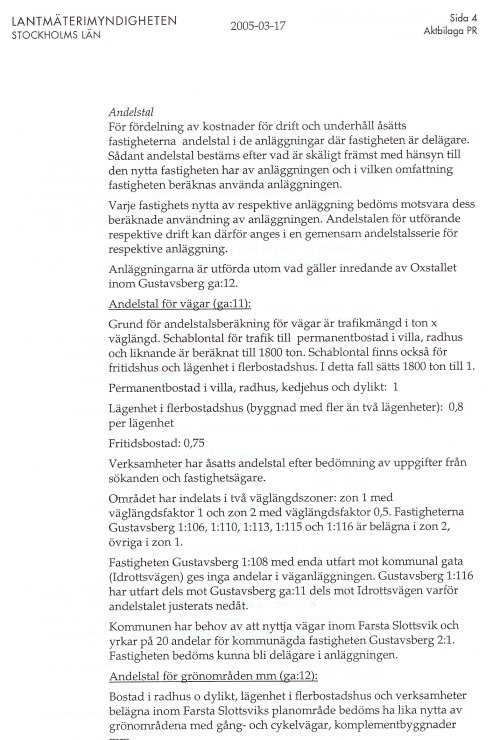 LANTMÄTERIMYNDIGHETEN
STOCKHOLMS LÄN
2005-03-17
Sida 4
Aktbilaga PR
Andelstal
För fördelning av kostnader för drift och underhåll åsätts
fastigheterna andelstal i de anläggningar där fastigheten är delägare.
Sådant andelstal bestäms efter vad är skäligt främst med hänsyn till
den nytta fastigheten har av anläggningen och i vilken omfattning
fastigheten beräknas använda anläggningen.
Varje fastighets nytta av respektive anläggning bedöms motsvara dess
beräknade användning av anläggningen. Andelstalen för utförande
respektive drift kan därför anges i en gemensam andelstalsserie för
respektive anläggning.
Anläggningarna är utförda utom vad gäller inredande av Oxstallet
inom Gustavsberg ga:12.
Andelstal för vägar (ga:11):
Grund för andelstalsberäkning för vägar är trafikmängd i ton x
väglängd. Schablontal för trafik till permanentbostad i villa, radhus
och liknande är beräknat till 1800 ton. Schablontal finns också för
fritidshus och lägenhet i flerbostadshus. I detta fall sätts 1800 ton till 1.
Permanentbostad i villa, radhus, kedjehus och dylikt: 1
Lägenhet i flerbostadshus (byggnad med fler än två lägenheter): 0,8
per lägenhet
Fritidsbostad: 0,75
Verksamheter har åsatts andelstal efter bedömning av uppgifter från
sökanden och fastighetsägare.
Området har indelats i två väglängdszoner: zon 1 med
väglängdsfaktor 1 och zon 2 med väglängdsfaktor 0,5. Fastigheterna
Gustavsberg 1:106, 1:110, 1:113, 1:115 och 1:116 är belägna i zon 2,
övriga i zon 1.
Fastigheten Gustavsberg 1:108 med enda utfart mot kommunal gata
(Idrottsvägen) ges inga andelar i väganläggningen. Gustavsberg 1:116
har utfart dels mot Gustavsberg ga:11 dels mot Idrottsvägen varför
andelstalet justerats nedåt.
Kommunen har behov av att nyttja vägar inom Farsta Slottsvik och
yrkar på 20 andelar för kommunägda fastigheten Gustavsberg 2:1.
Fastigheten bedöms kunna bli delägare i anläggningen.
Andelstal för grönområden mm (ga:12):
Bostad i radhus o dylikt, lägenhet i flerbostadshus och verksamheter
belägna inom Farsta Slottsviks planområde bedöms ha lika nytta av
grönområdena med gång- och cykelvägar, komplementbyggnader